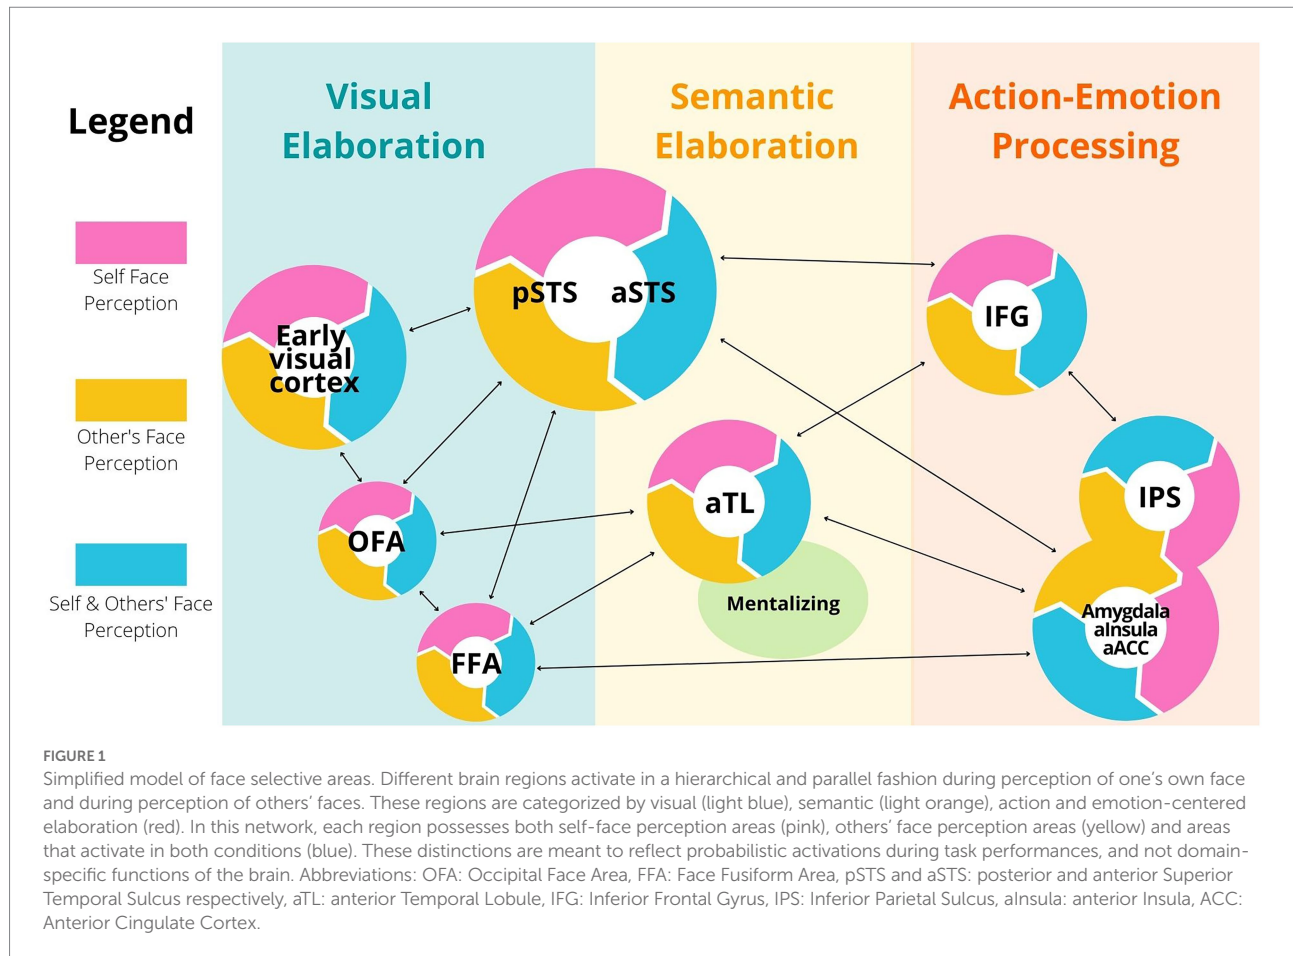 Legend
Self Face
Perception
Other's Face
Perception
Self & Others' Face
Perception
Visual
Elaboration
Semantic
Elaboration
Action-Emotion
Processing
Early
visual
cortex
pSTS aSTS
IFG
OFA
aTL
IPS
FFA
Mentalizing
Amygdala
aInsula
aACC
FIGURE 1
Simplified model of face selective areas. Different brain regions activate in a hierarchical and parallel fashion during perception of one’s own face
and during perception of others’ faces. These regions are categorized by visual (light blue), semantic (light orange), action and emotion-centered
elaboration (red). In this network, each region possesses both self-face perception areas (pink), others’ face perception areas (yellow) and areas
that activate in both conditions (blue). These distinctions are meant to reflect probabilistic activations during task performances, and not domain-
specific functions of the brain. Abbreviations: OFA: Occipital Face Area, FFA: Face Fusiform Area, pSTS and aSTS: posterior and anterior Superior
Temporal Sulcus respectively, aTL: anterior Temporal Lobule, IFG: Inferior Frontal Gyrus, IPS: Inferior Parietal Sulcus, aInsula: anterior Insula, ACC:
Anterior Cingulate Cortex.